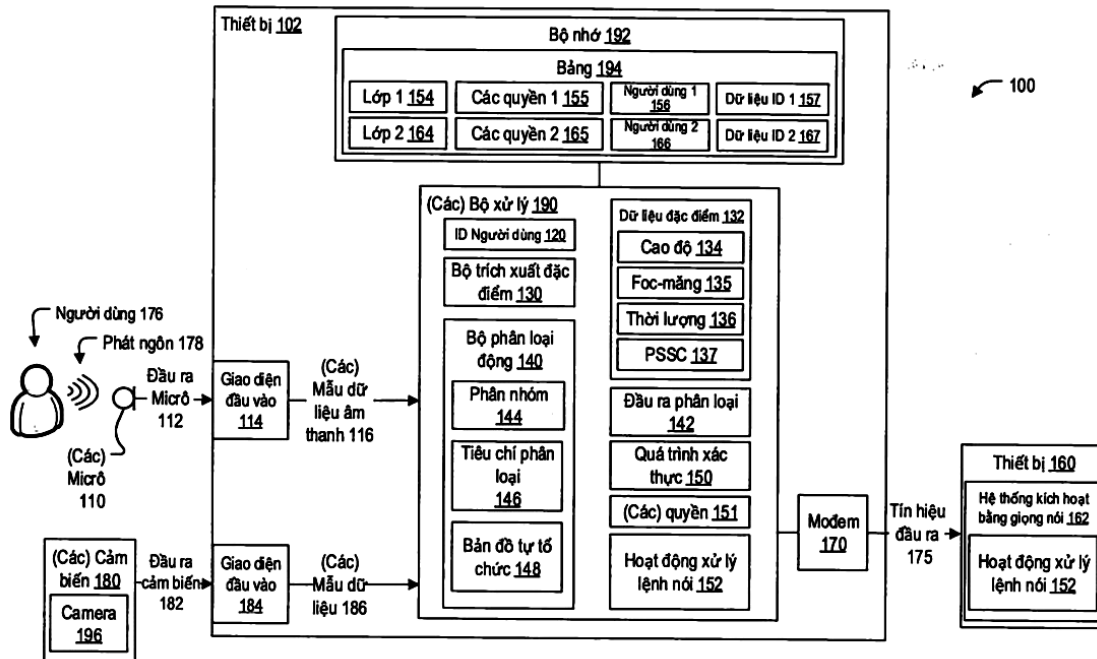 Thiết bị 102
Bộ nhớ 192
Bảng 194
Lớp 1 154
Các quyền 1 155
Người dùng 1
156
Dữ liệu ID 1 157
Lớp 2 164
Các quyền 2 165
Người dùng 2
166
Dữ liệu ID 2 167
100
(Các) Bộ xử lý 190
ID Người dùng 120
Bộ trích xuất đặc
điểm 130
Bộ phân loại
động 140
Phân nhóm
144
Tiêu chí phân
loại
146
Bản đồ tự tổ
chức 148
Dữ liệu đặc điểm 132
Cao độ 134
Foc-măng 135
Thời lượng 136
PSSC 137
Đầu ra phân loại
142
Quá trình xác
thực 150
(Các) quyền 151
Hoạt động xử lý
lệnh nói 152
Người dùng 176
Phát ngôn 178
Đầu ra
Micrô
112
(Các)
Micrô
110
Giao diện
đầu vào
114
(Các)
Mẫu dữ
liệu âm
thanh 116
(Các) Cảm
biến 180
Camera
196
Đầu ra
cảm biến
182
Giao diện
đầu vào
184
(Các)
Mẫu dữ
liệu 186
Mođem
170
Tín hiệu
đầu ra
175
Thiết bị 160
Hệ thống kích hoạt
bằng giọng nói 162
Hoạt động xử lý
lệnh nói 152